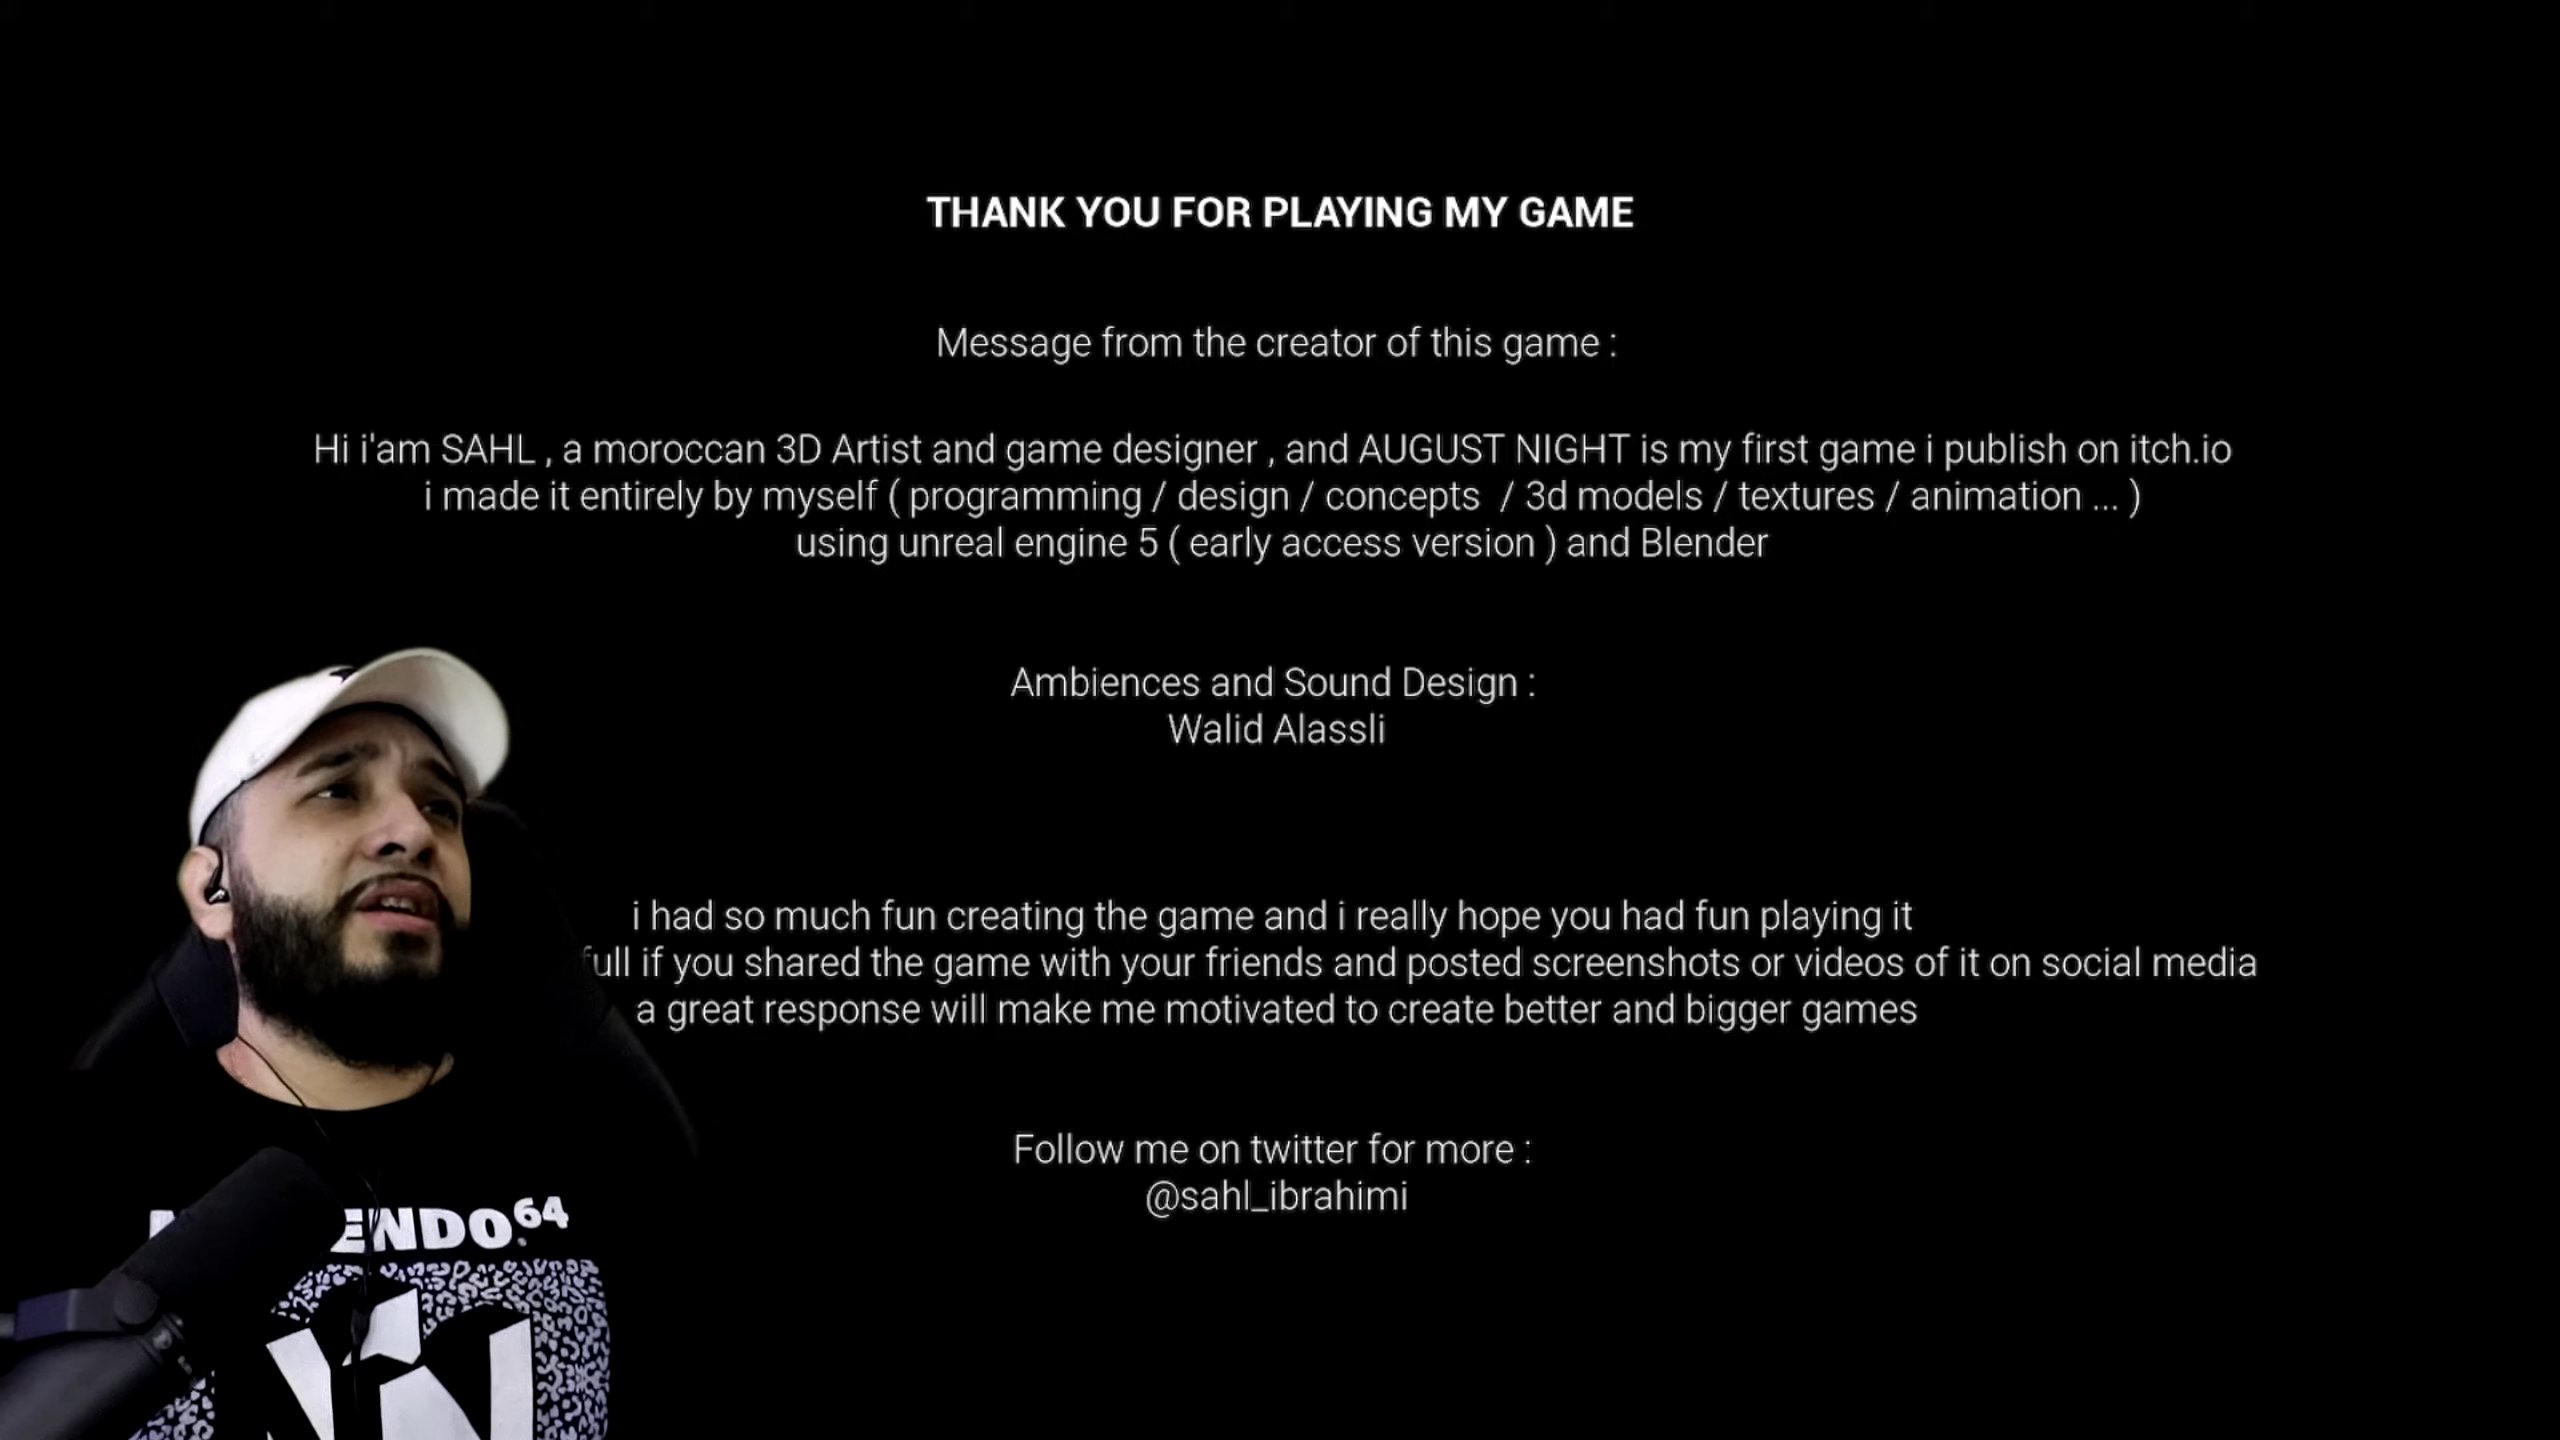 THANK YOU FOR PLAYING MY GAME
Message from the creator of this game :
Hi i'am SAHL , a moroccan 3D Artist and game designer , and AUGUST NIGHT is my first game i publish on itch.io
i made it entirely by myself ( programming / design / concepts / 3d models / textures / animation ... )
using unreal engine 5 ( early access version ) and Blender
Ambiences and Sound Design :
Walid Alassli
i had so much fun creating the game and i really hope you had fun playing it
if you shared the game with your friends and posted screenshots or videos of it on social media
a great response will make me motivated to create better and bigger games
Follow me on twitter for more :
@sahl_ibrahimi
64